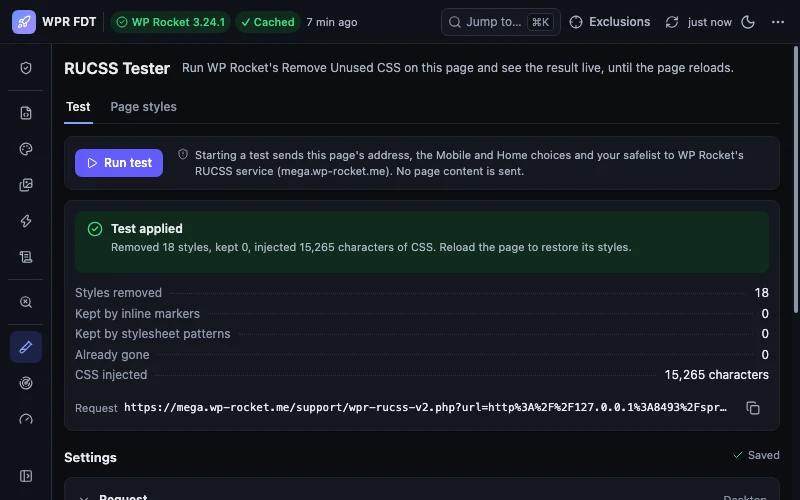 WPR FDT
WP Rocket 3.24.1
Cached
7 min ago
Jump to...
⌘K
Exclusions
just now
RUCSS Tester
Run WP Rocket's Remove Unused CSS on this page and see the result live, until the page reloads.
Test
Page styles
Run test
Starting a test sends this page's address, the Mobile and Home choices and your safelist to WP Rocket's
RUCSS service (mega.wp-rocket.me). No page content is sent.
Test applied
Removed 18 styles, kept 0, injected 15,265 characters of CSS. Reload the page to restore its styles.
Styles removed 18
Kept by inline markers 0
Kept by stylesheet patterns 0
Already gone 0
CSS injected 15,265 characters
Request https://mega.wp-rocket.me/support/wpr-rucss-v2.php?url=http%3A%2F%2F127.0.0.1%3A8493%2Fspr…
Settings
Saved
Request
Desktop